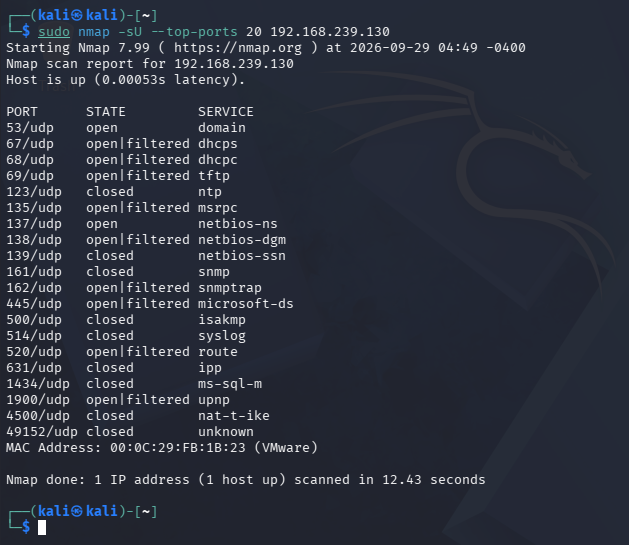 ┌──(kali㉿kali)-[~]
└─$ sudo nmap -sU --top-ports 20 192.168.239.130
Starting Nmap 7.99 ( https://nmap.org ) at 2026-09-29 04:49 -0400
Nmap scan report for 192.168.239.130
Host is up (0.00053s latency).

PORT      STATE         SERVICE
53/udp    open          domain
67/udp    open|filtered dhcps
68/udp    open|filtered dhcpc
69/udp    open|filtered tftp
123/udp   closed        ntp
135/udp   open|filtered msrpc
137/udp   open          netbios-ns
138/udp   open|filtered netbios-dgm
139/udp   closed        netbios-ssn
161/udp   closed        snmp
162/udp   open|filtered snmptrap
445/udp   open|filtered microsoft-ds
500/udp   closed        isakmp
514/udp   closed        syslog
520/udp   open|filtered route
631/udp   closed        ipp
1434/udp  closed        ms-sql-m
1900/udp  open|filtered upnp
4500/udp  closed        nat-t-ike
49152/udp closed        unknown
MAC Address: 00:0C:29:FB:1B:23 (VMware)

Nmap done: 1 IP address (1 host up) scanned in 12.43 seconds

┌──(kali㉿kali)-[~]
└─$